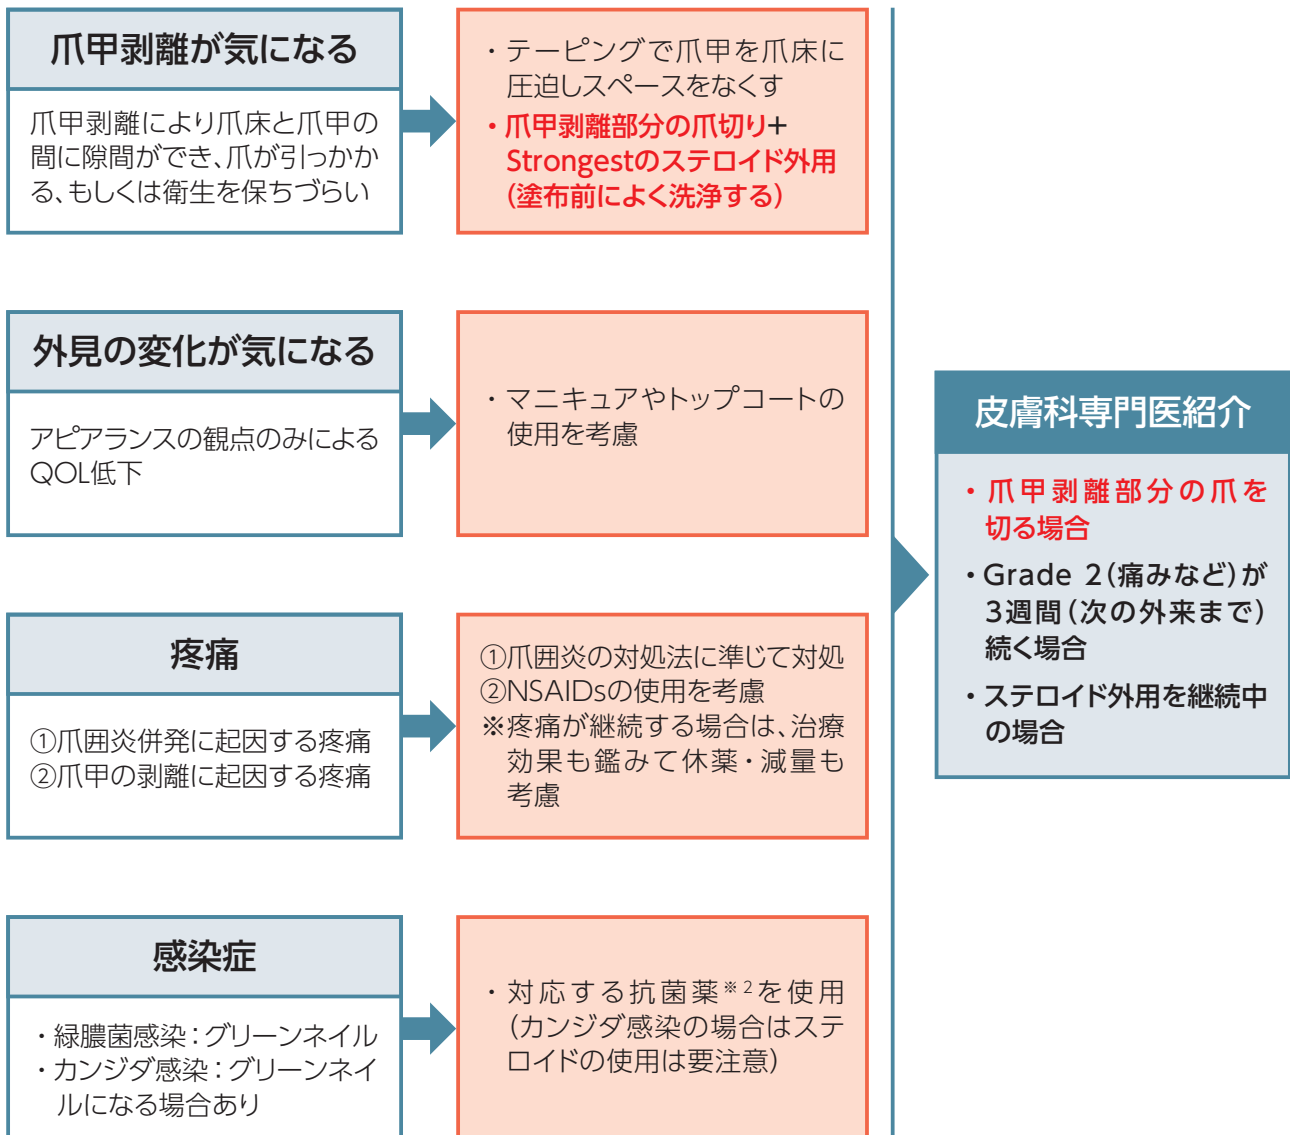 爪甲剥離が気になる
爪甲剥離により爪床と爪甲の
間に隙間ができ、爪が引っかか
る、もしくは衛生を保ちづらい
・テーピングで爪甲を爪床に
圧迫しスペースをなくす
・爪甲剥離部分の爪切り+
Strongestのステロイド外用
(塗布前によく洗浄する)
外見の変化が気になる
アピアランスの観点のみによる
QOL低下
・マニキュアやトップコートの
使用を考慮
疼痛
①爪囲炎併発に起因する疼痛
②爪甲の剥離に起因する疼痛
①爪囲炎の対処法に準じて対処
②NSAIDsの使用を考慮
※疼痛が継続する場合は、治療
効果も鑑みて休薬・減量も
考慮
感染症
・緑膿菌感染：グリーンネイル
・カンジダ感染：グリーンネイ
ルになる場合あり
・対応する抗菌薬※2を使用
(カンジダ感染の場合はステ
ロイドの使用は要注意)
皮膚科専門医紹介
・爪甲剥離部分の爪を
切る場合
・Grade 2(痛みなど)が
3週間(次の外来まで)
続く場合
・ステロイド外用を継続中
の場合